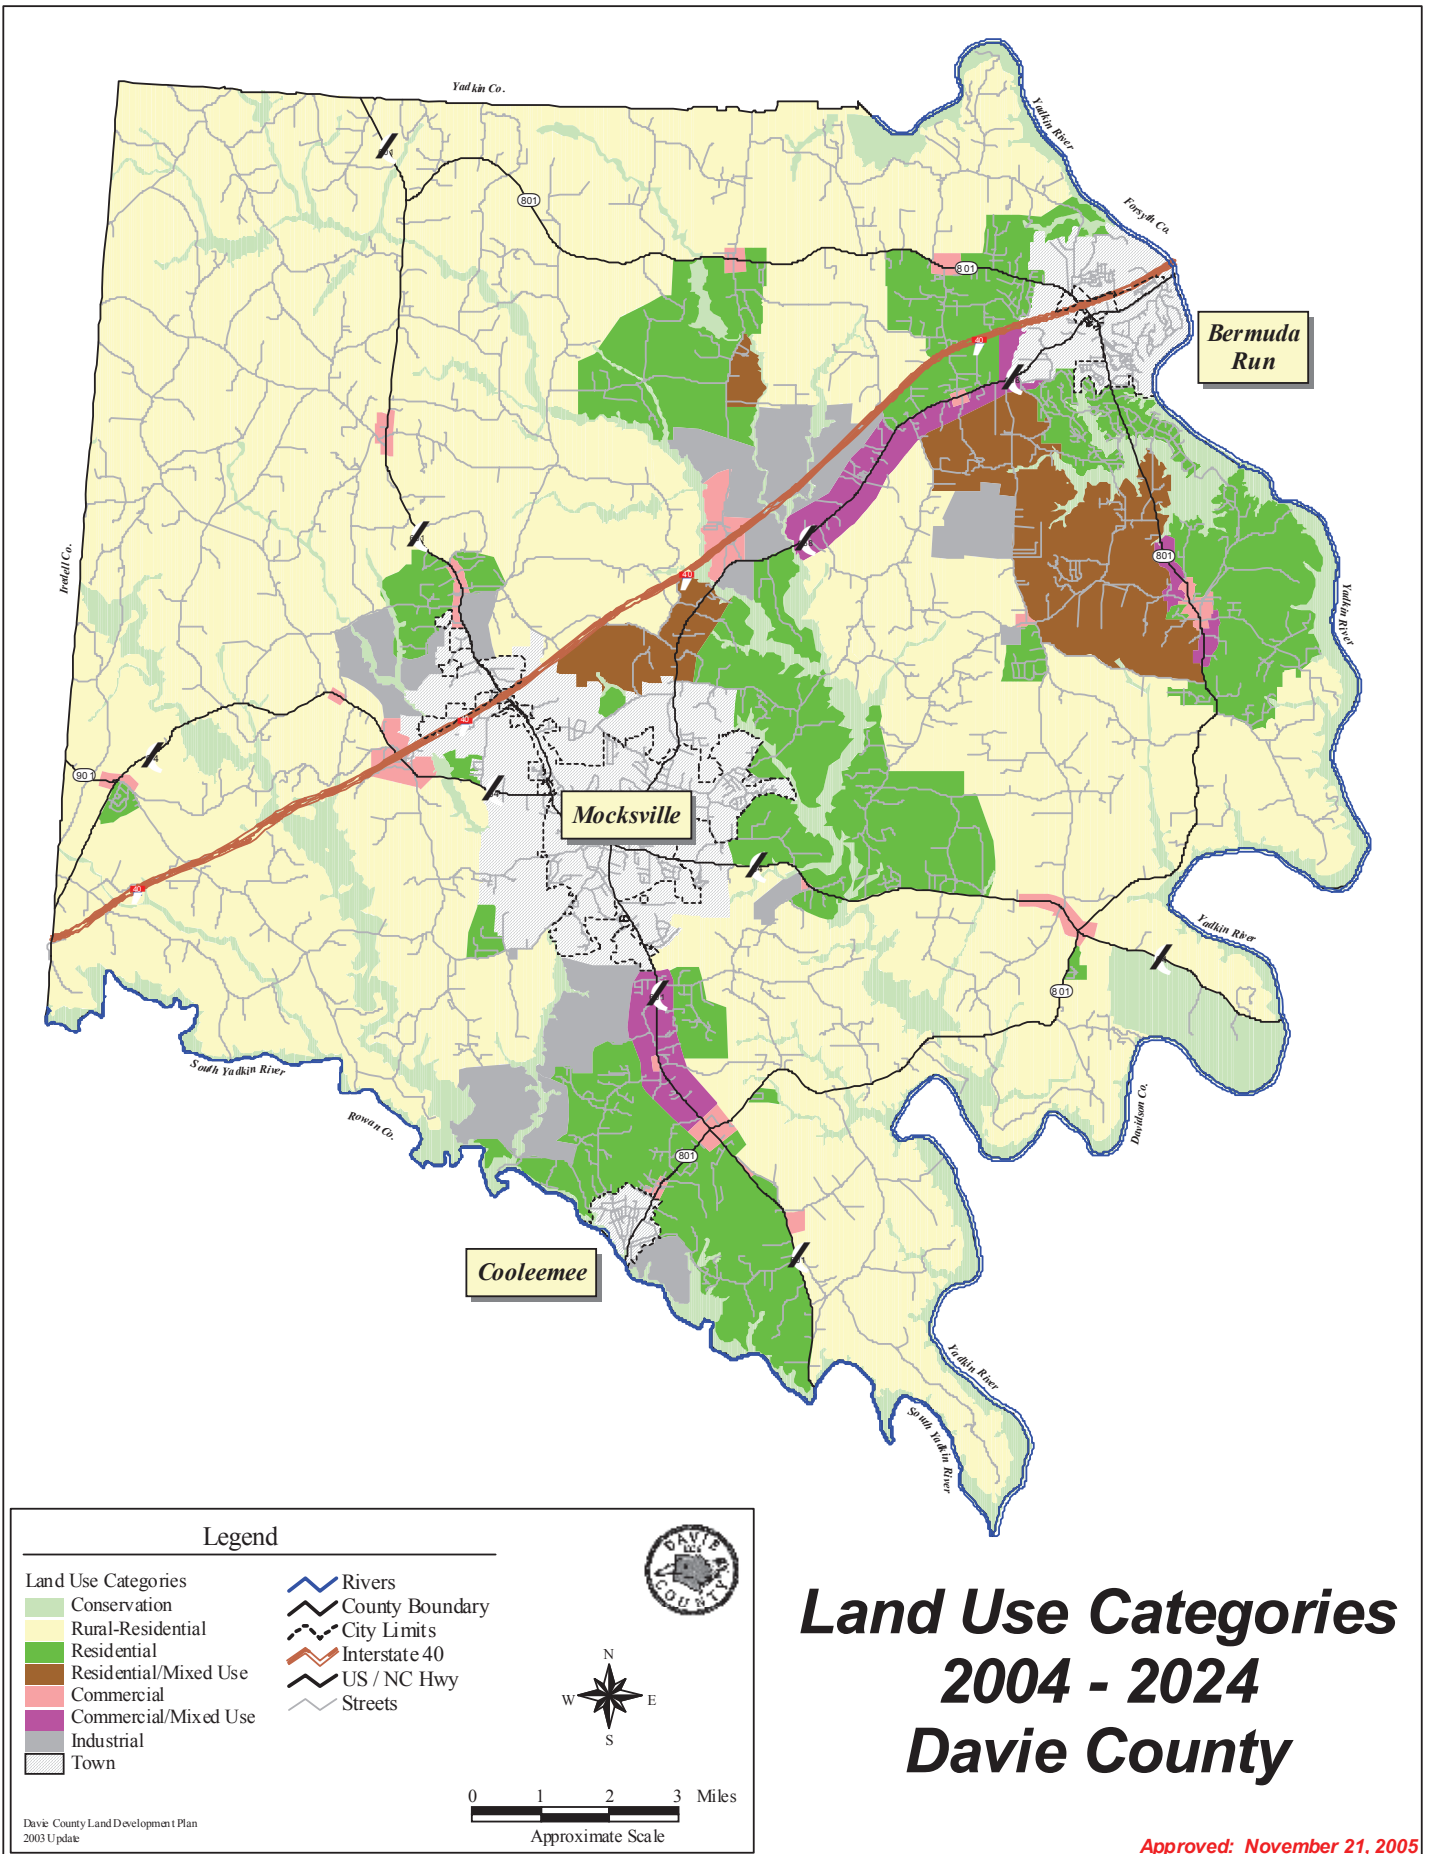 Yadkin Co.
Yadkin River
Forsyth Co.
801
801
40
Bermuda
Run
Iredell Co.
40
801
Yadkin River
40
901
Mocksville
40
Yadkin River
801
South Yadkin River
Rowan Co.
Davidson Co.
801
Cooleemee
Yadkin River
South Yadkin River
Legend
Land Use Categories
Conservation
Rural-Residential
Residential
Residential/Mixed Use
Commercial
Commercial/Mixed Use
Industrial
Town
Rivers
County Boundary
City Limits
Interstate 40
US / NC Hwy
Streets
DAVIE
COUNTY
N
W E
S
0 1 2 3 Miles
Approximate Scale
Davie County Land Development Plan
2003 Update
Land Use Categories
2004 - 2024
Davie County
Approved: November 21, 2005